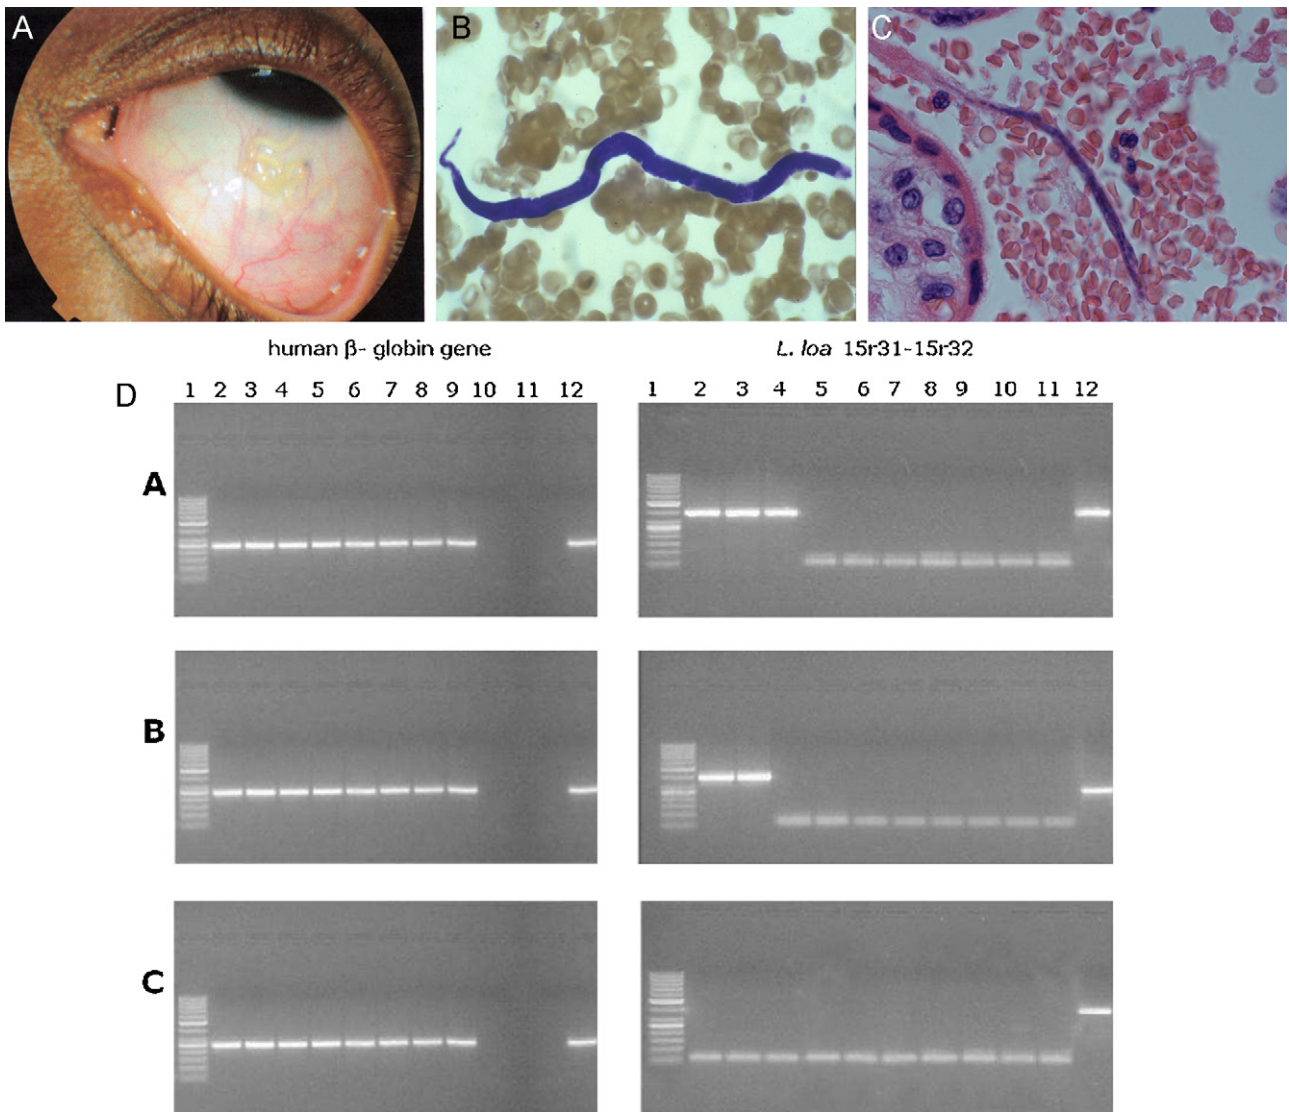 A B C
human β- globin gene L. loa 15r31-15r32
D 1 2 3 4 5 6 7 8 9 10 11 12 1 2 3 4 5 6 7 8 9 10 11 12
A
B
C